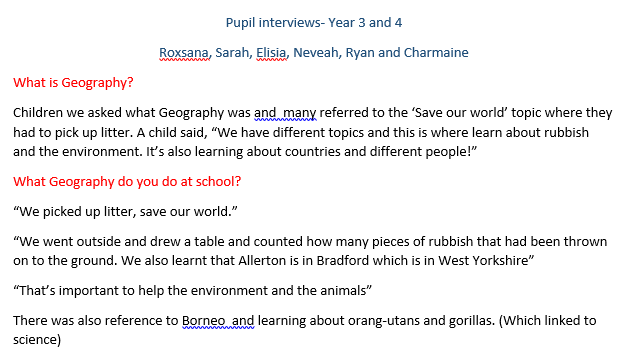 Pupil interviews- Year 3 and 4
Roxsana, Sarah, Elisia, Neveah, Ryan and Charmaine
What is Geography?
Children we asked what Geography was and  many referred to the ‘Save our world’ topic where they
had to pick up litter. A child said, “We have different topics and this is where learn about rubbish
and the environment. It’s also learning about countries and different people!”
What Geography do you do at school?
“We picked up litter, save our world.”
“We went outside and drew a table and counted how many pieces of rubbish that had been thrown
on to the ground. We also learnt that Allerton is in Bradford which is in West Yorkshire”
“That’s important to help the environment and the animals”
There was also reference to Borneo  and learning about orang-utans and gorillas. (Which linked to
science)